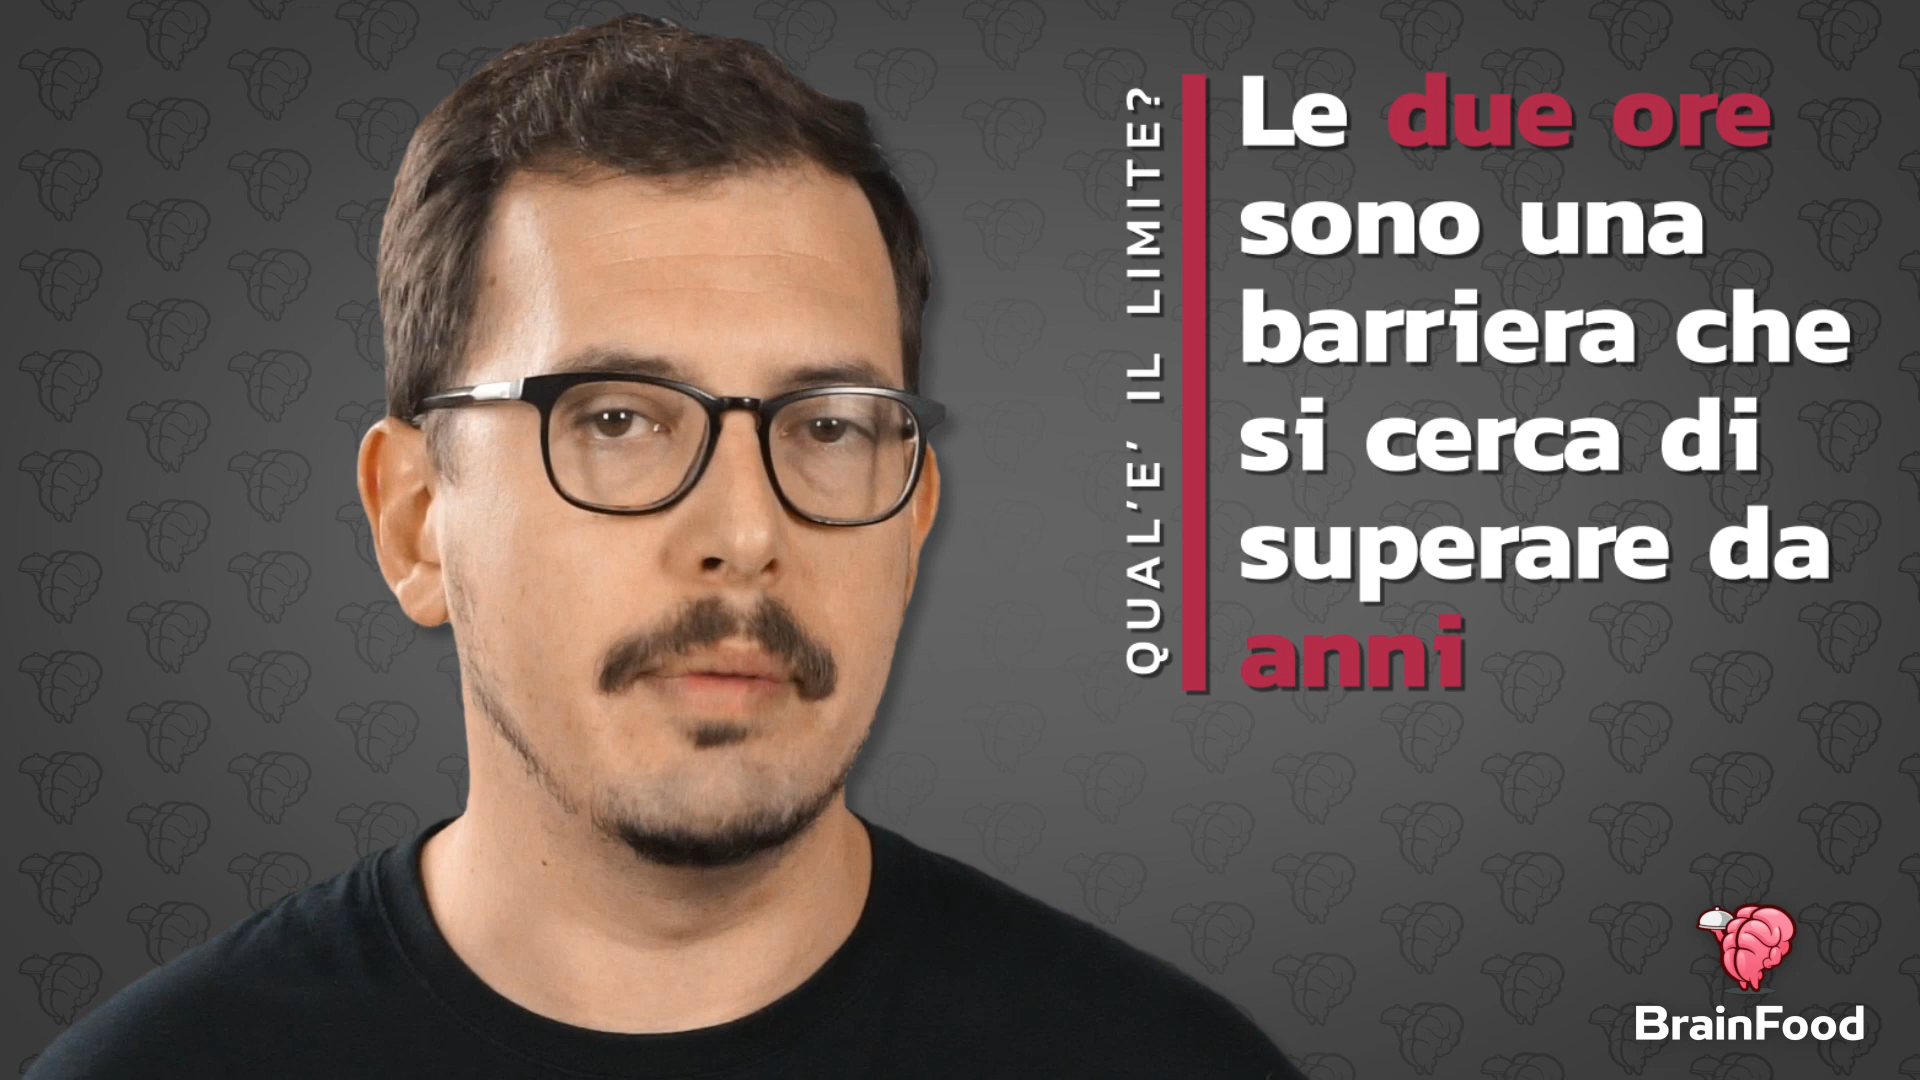 QUAL'E' IL LIMITE?
Le due ore
sono una
barriera che
si cerca di
superare da
anni
BrainFood